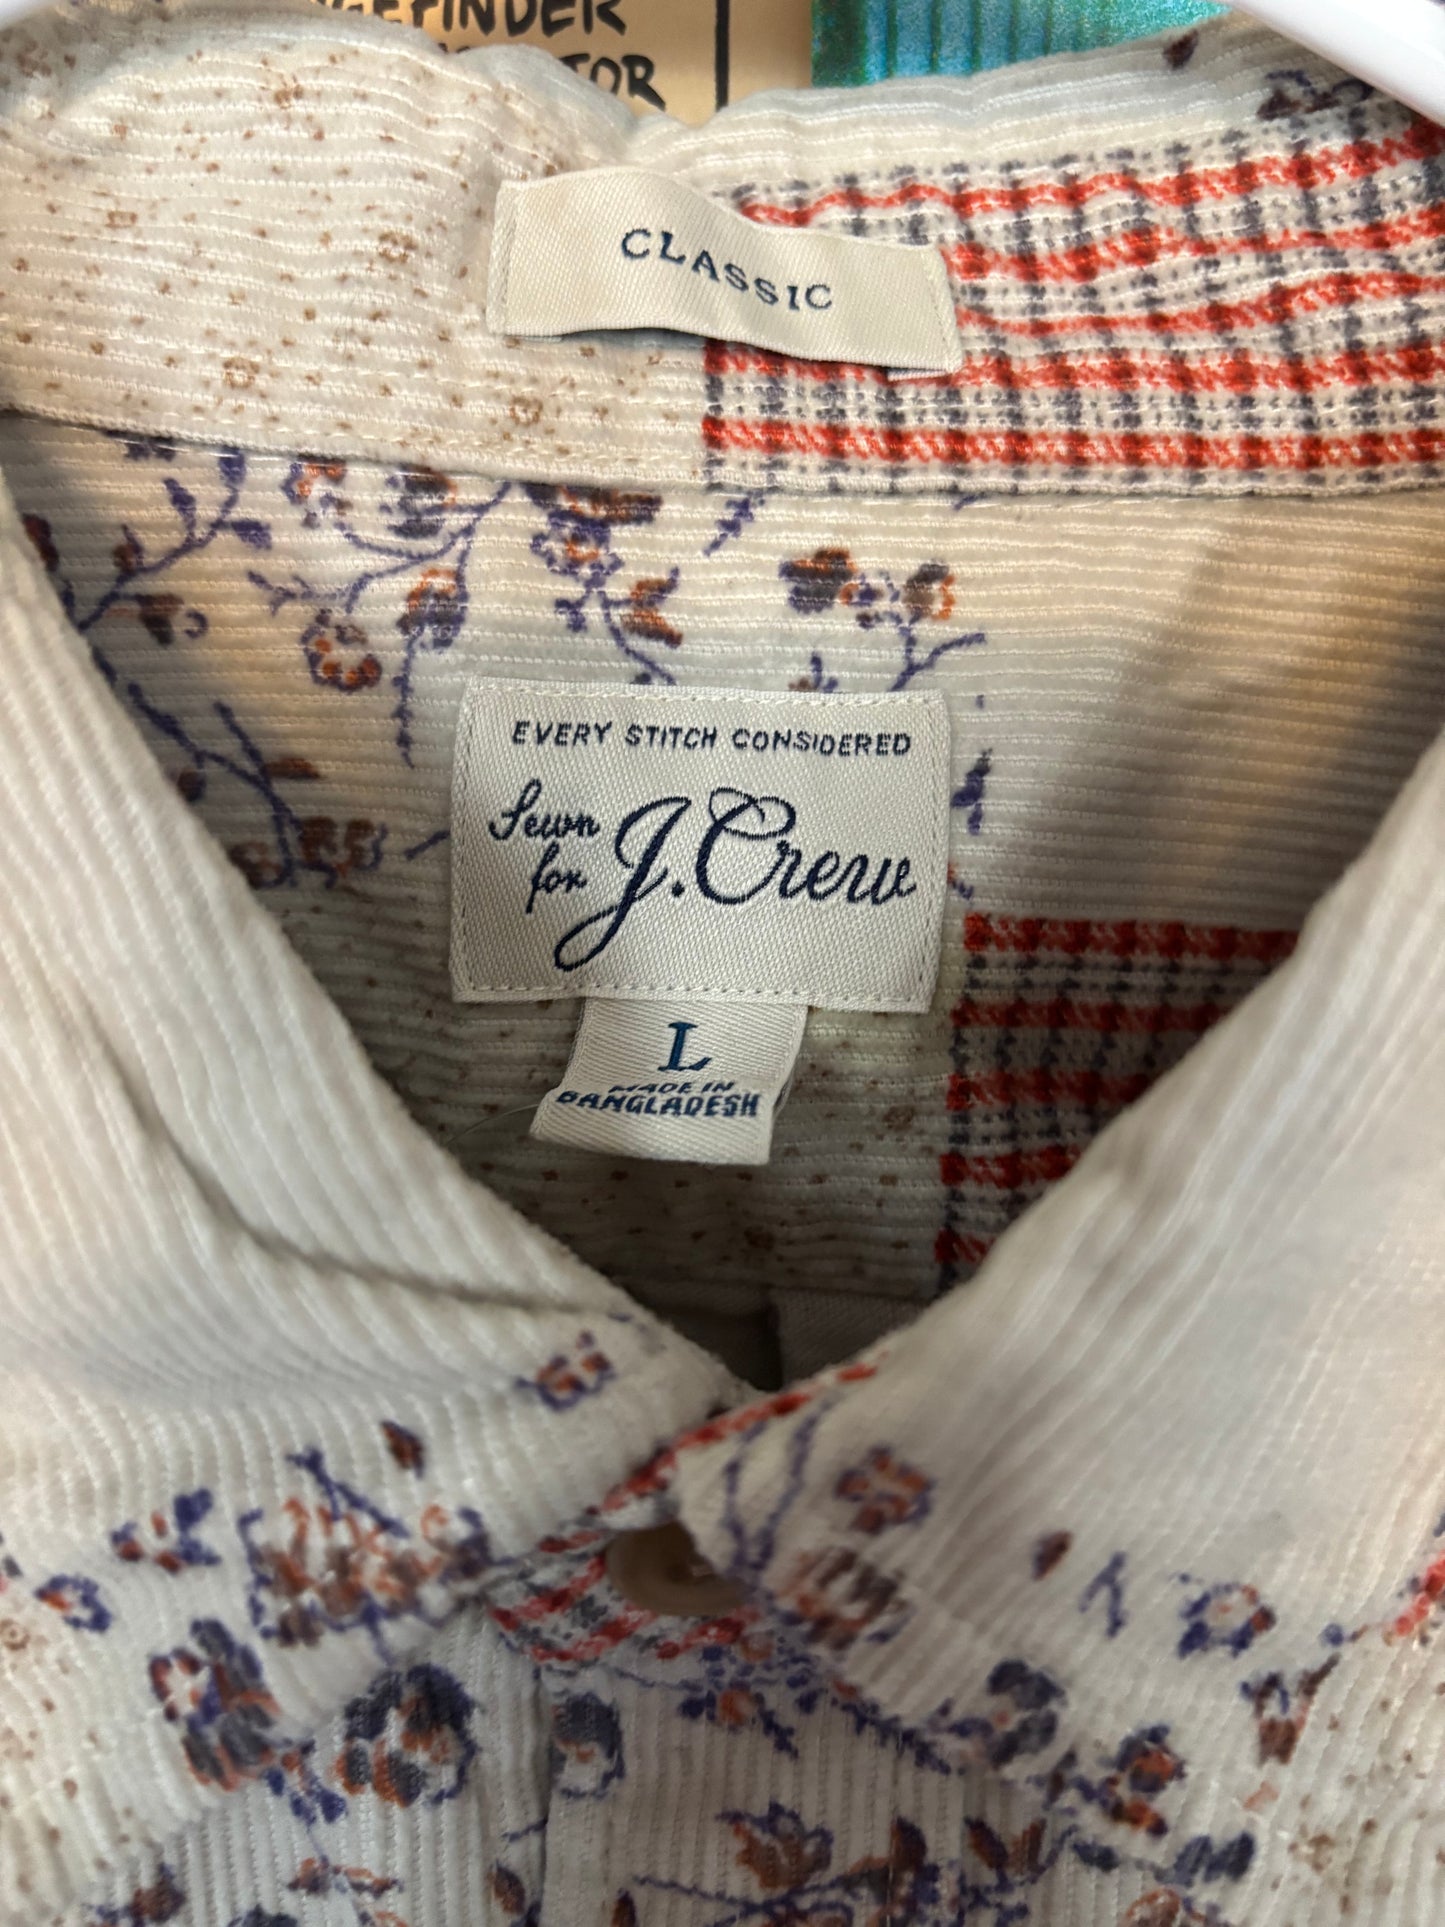 CLASSIC
EVERY STITCH CONSIDERED
Sewn
for J.Crew
L
MADE IN
BANGLADESH